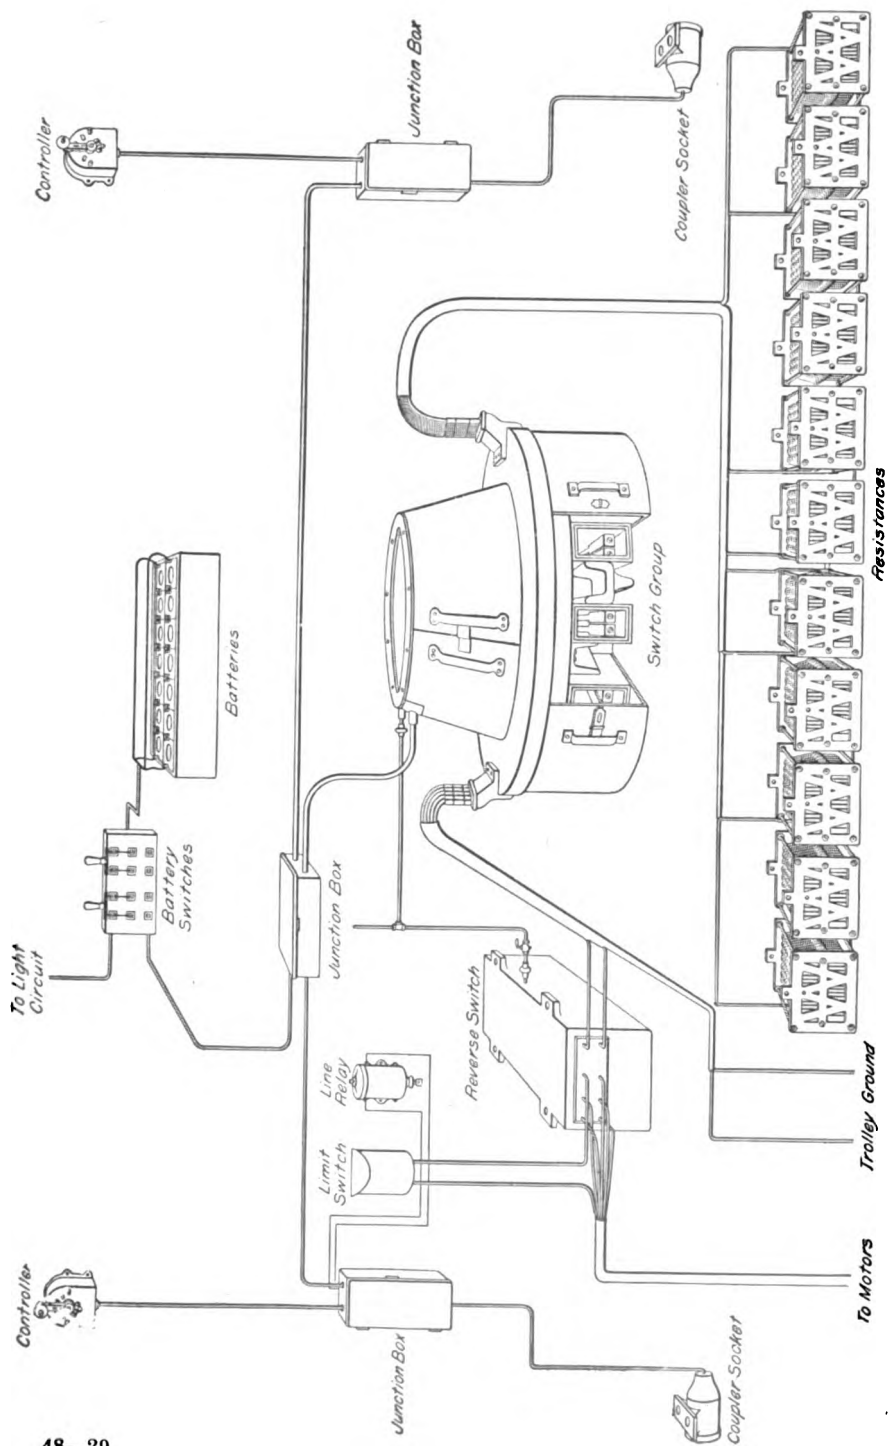 Controller
Junction Box
Coupler Socket
Batteries
Battery
Switches
To Light
Circuit
Junction Box
Switch Group
Resistances
Reverse Switch
Line
Relay
Limit
Switch
Trolley Ground
To Motors
Controller
Junction Box
Coupler Socket
48—29